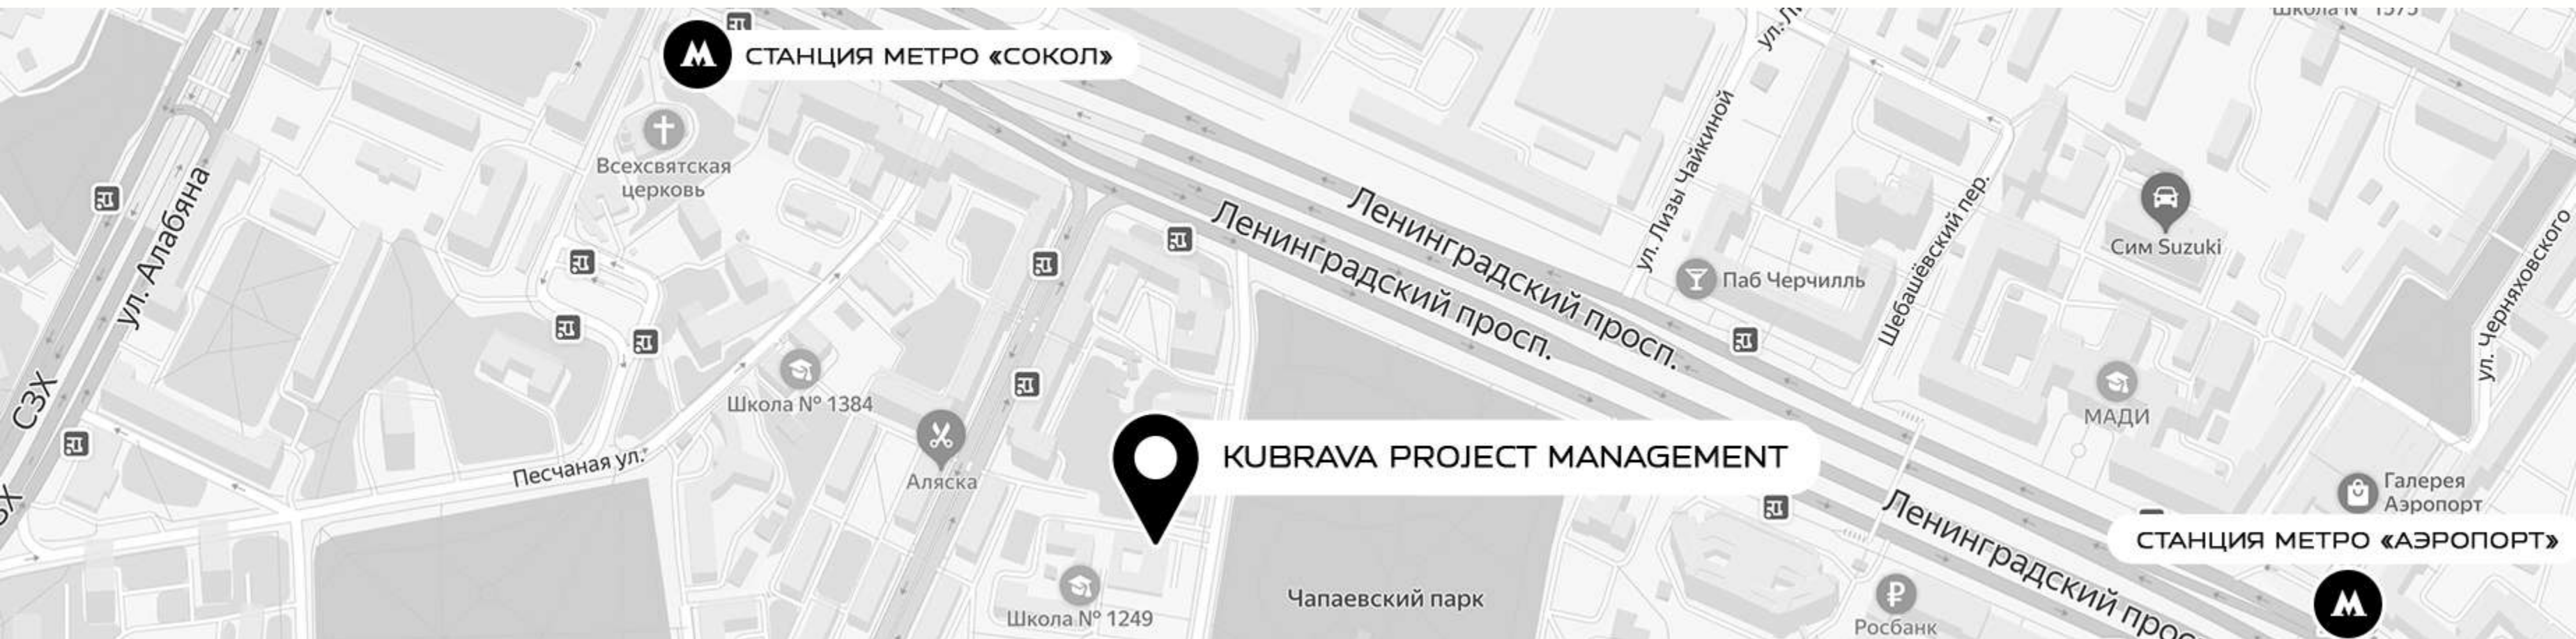 СТАНЦИЯ МЕТРО «СОКОЛ»
Всехсвятская
церковь
ул. Алабяна
СЗХ
Ленинградский просп.
Ленинградский просп.
ул. Лизы Чайкиной
Шебашёвский пер.
Сим Suzuki
ул. Черняховского
Паб Черчилль
Школа № 1384
Аляска
Песчаная ул.
KUBRAVA PROJECT MANAGEMENT
МАДИ
Галерея
Аэропорт
СТАНЦИЯ МЕТРО «АЭРОПОРТ»
Ленинградский прос
Чапаевский парк
Школа № 1249
Росбанк